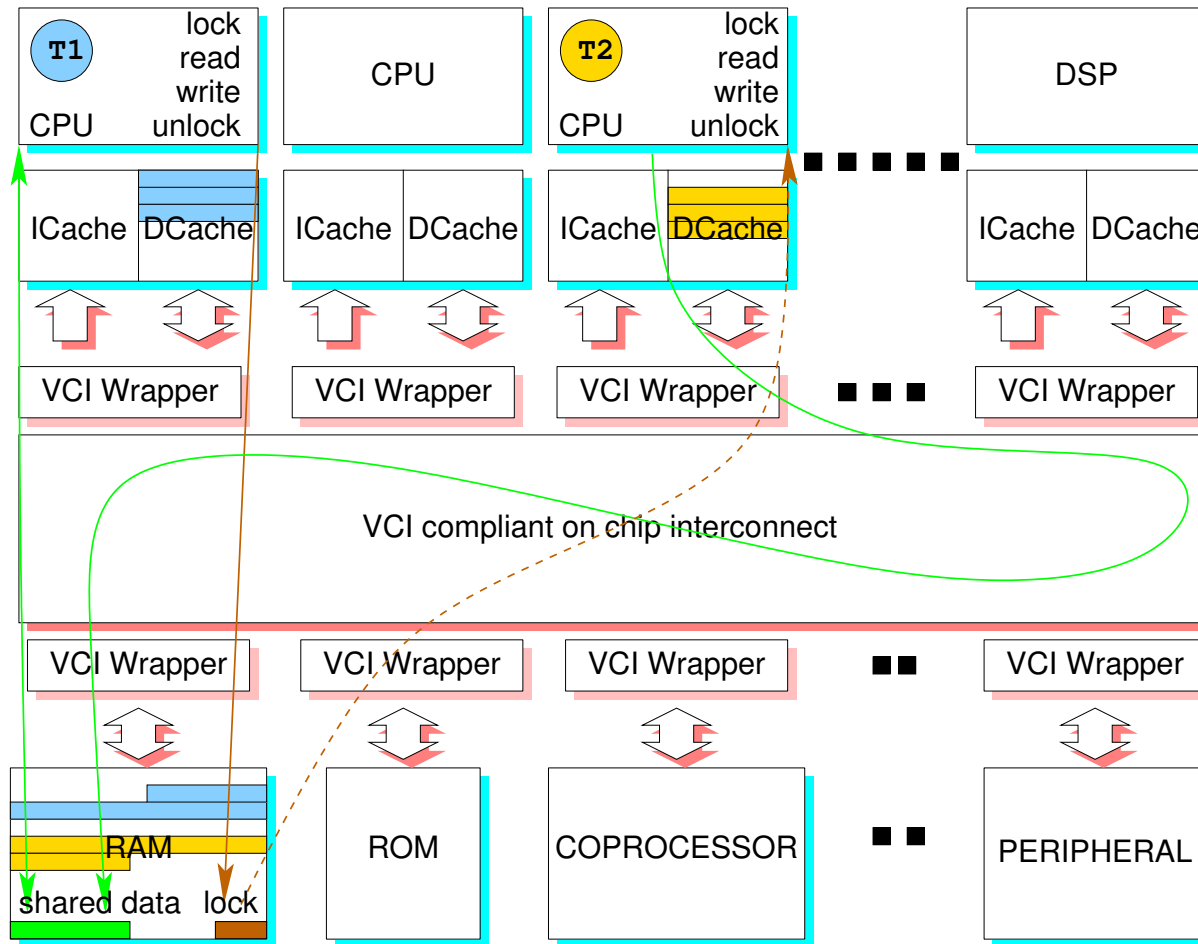 T1
lock
read
write
CPU unlock
CPU
T2
lock
read
write
CPU unlock
DSP
ICache DCache
ICache DCache
ICache DCache
ICache DCache
VCI Wrapper
VCI Wrapper
VCI Wrapper
VCI Wrapper
VCI compliant on chip interconnect
VCI Wrapper
VCI Wrapper
VCI Wrapper
VCI Wrapper
RAM
shared data lock
ROM
COPROCESSOR
PERIPHERAL